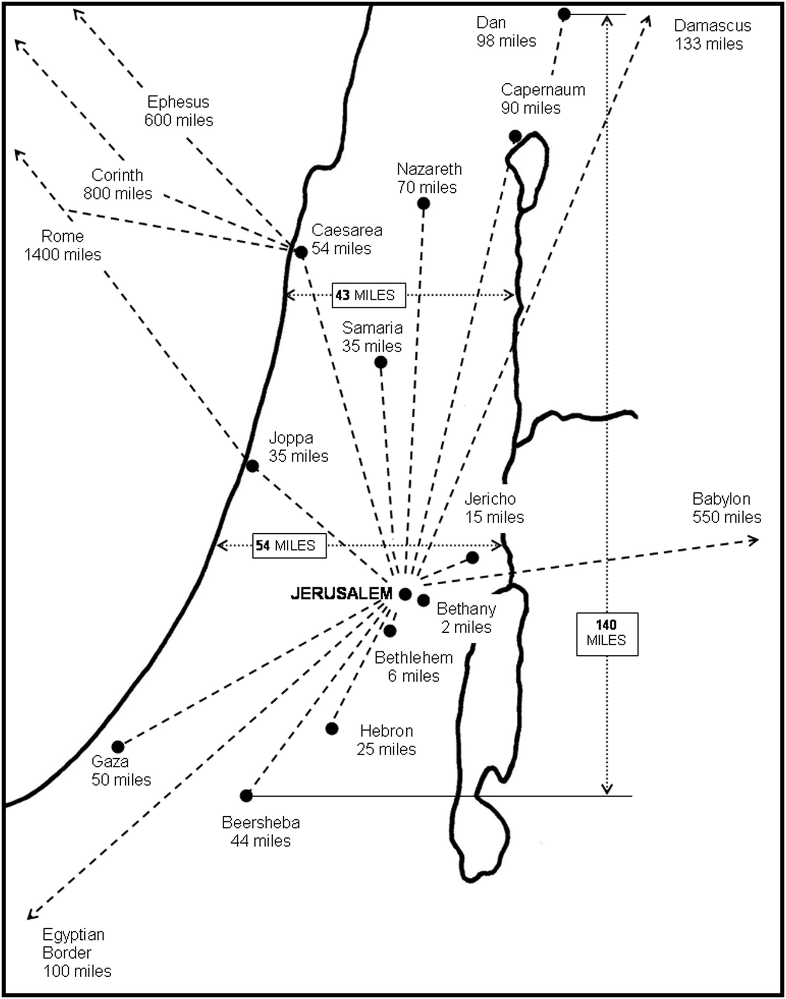 Dan
98 miles
Damascus
133 miles
Capernaum
90 miles
Ephesus
600 miles
Corinth
800 miles
Nazareth
70 miles
Rome
1400 miles
Caesarea
54 miles
43 MILES
Samaria
35 miles
Joppa
35 miles
Jericho
15 miles
Babylon
550 miles
54 MILES
JERUSALEM
Bethany
2 miles
140
MILES
Bethlehem
6 miles
Hebron
25 miles
Gaza
50 miles
Beersheba
44 miles
Egyptian
Border
100 miles